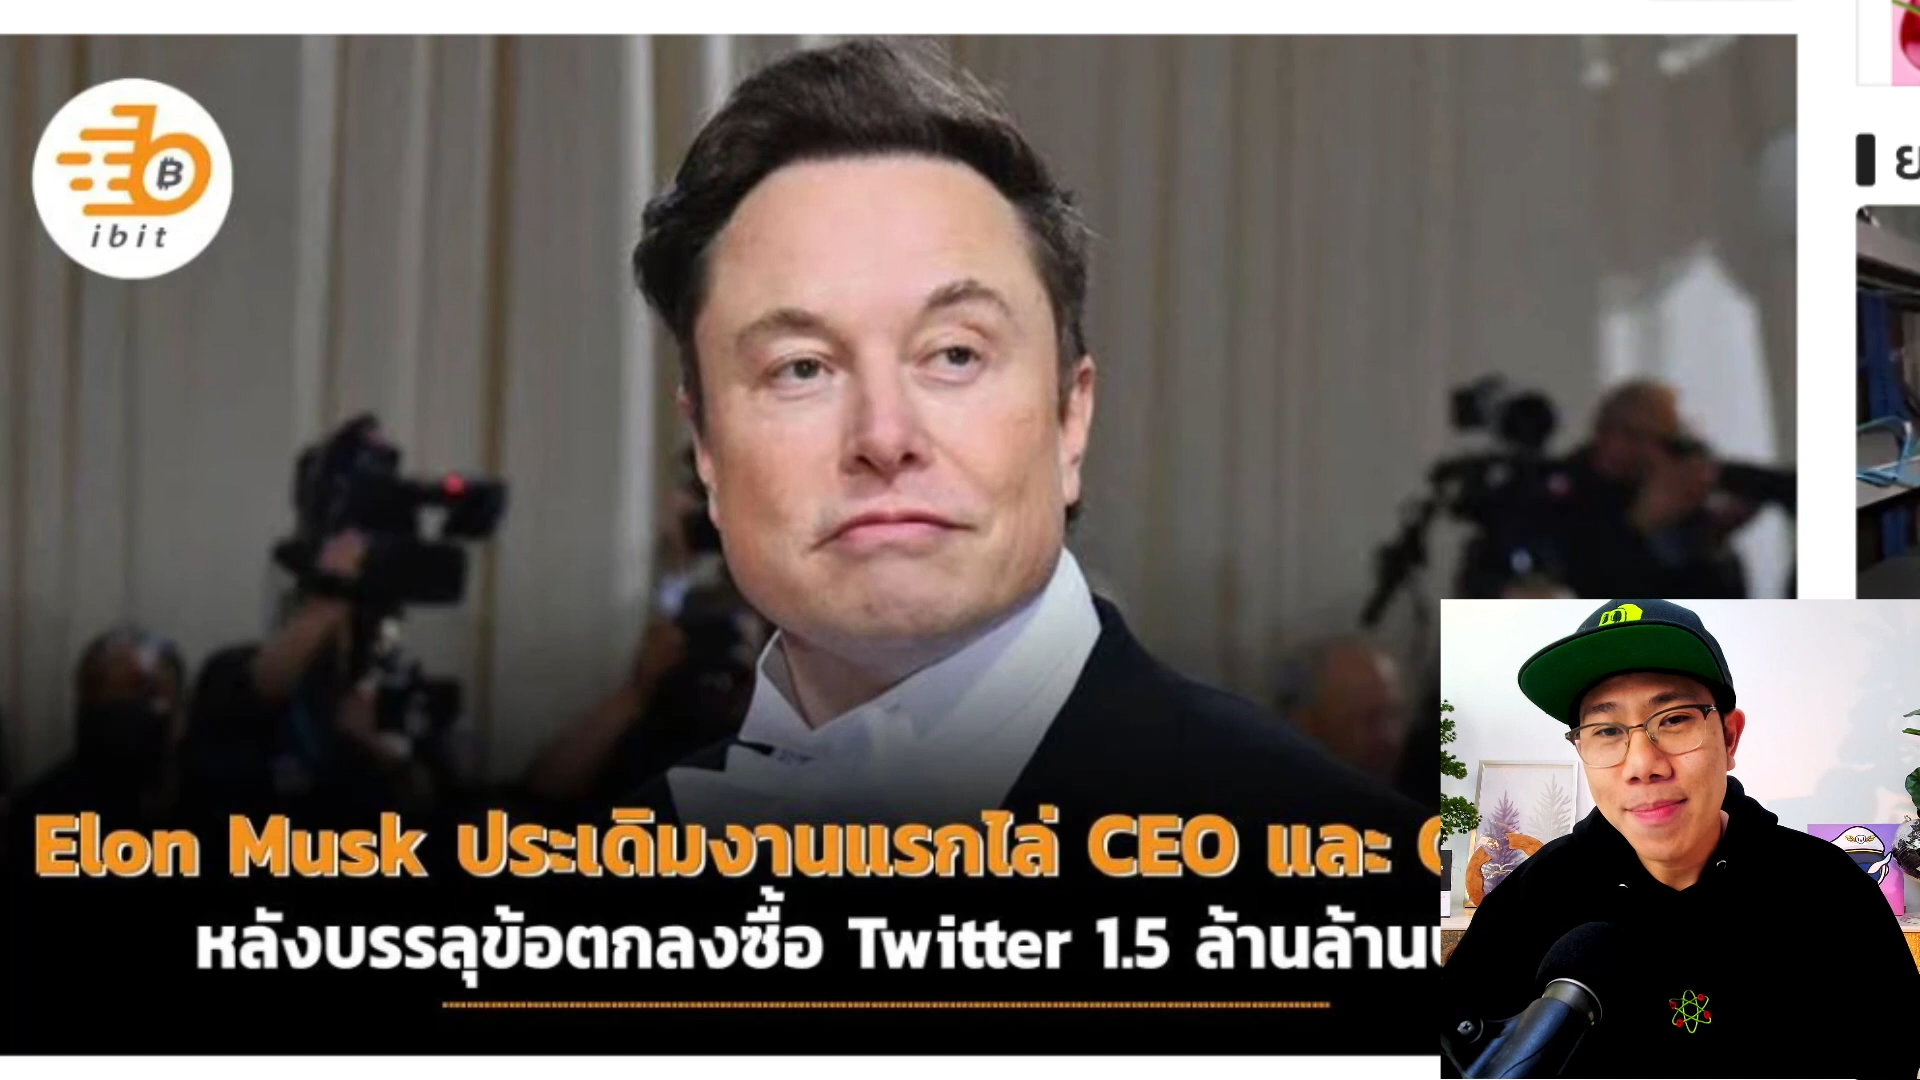 ibit
Elon Musk ประเดิมงานแรกไล่ CEO และ
หลังบรรลุข้อตกลงซื้อ Twitter 1.5 ล้านล้าน